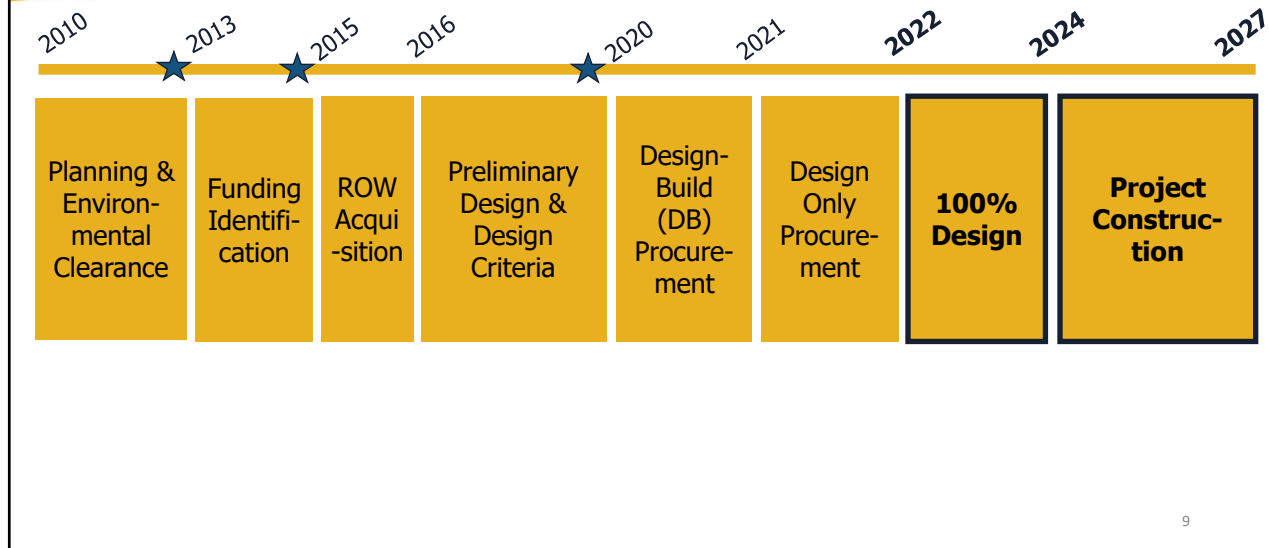 2010
2013
2015
2016
2020
2021
2022
2024
2027
Planning &
Environ-
mental
Clearance
Funding
Identifi-
cation
ROW
Acqui
-sition
Preliminary
Design &
Design
Criteria
Design-
Build
(DB)
Procure-
ment
Design
Only
Procure-
ment
100%
Design
Project
Construc-
tion
9